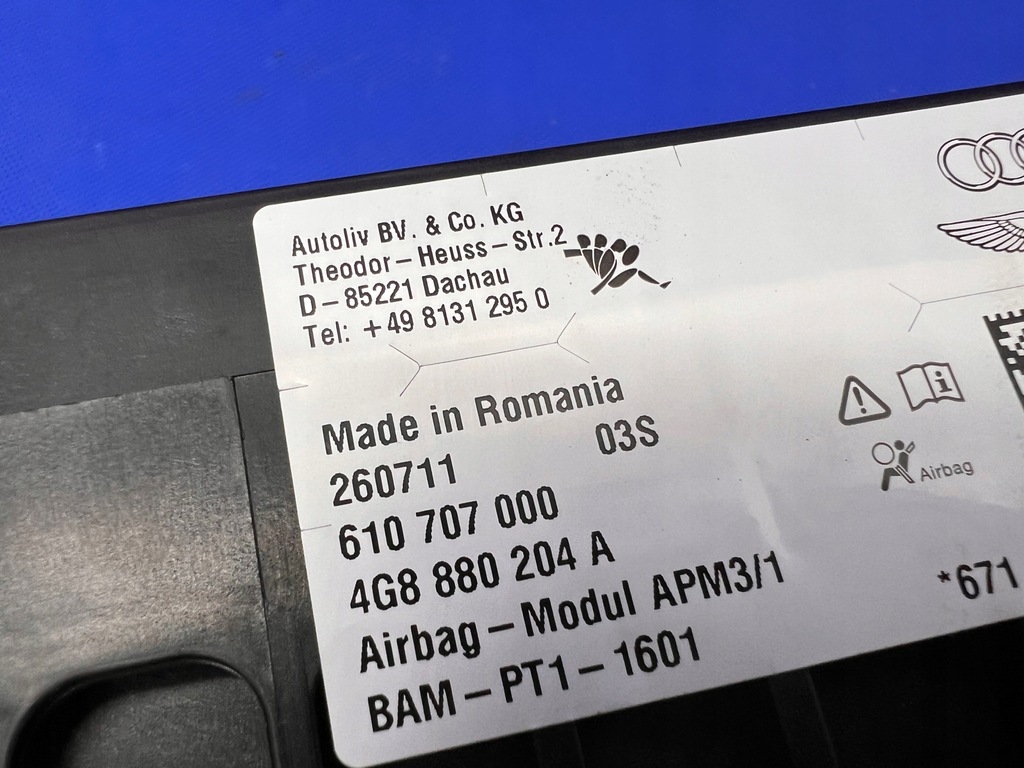 Autoliv BV. & Co. KG
Theodor-Heuss-Str.2
D-85221 Dachau
Tel: +49 8131 295 0
Made in Romania
260711 03S
610 707 000
4G8 880 204 A
Airbag-Modul APM3/1
BAM-PT1-1601
Airbag
*671